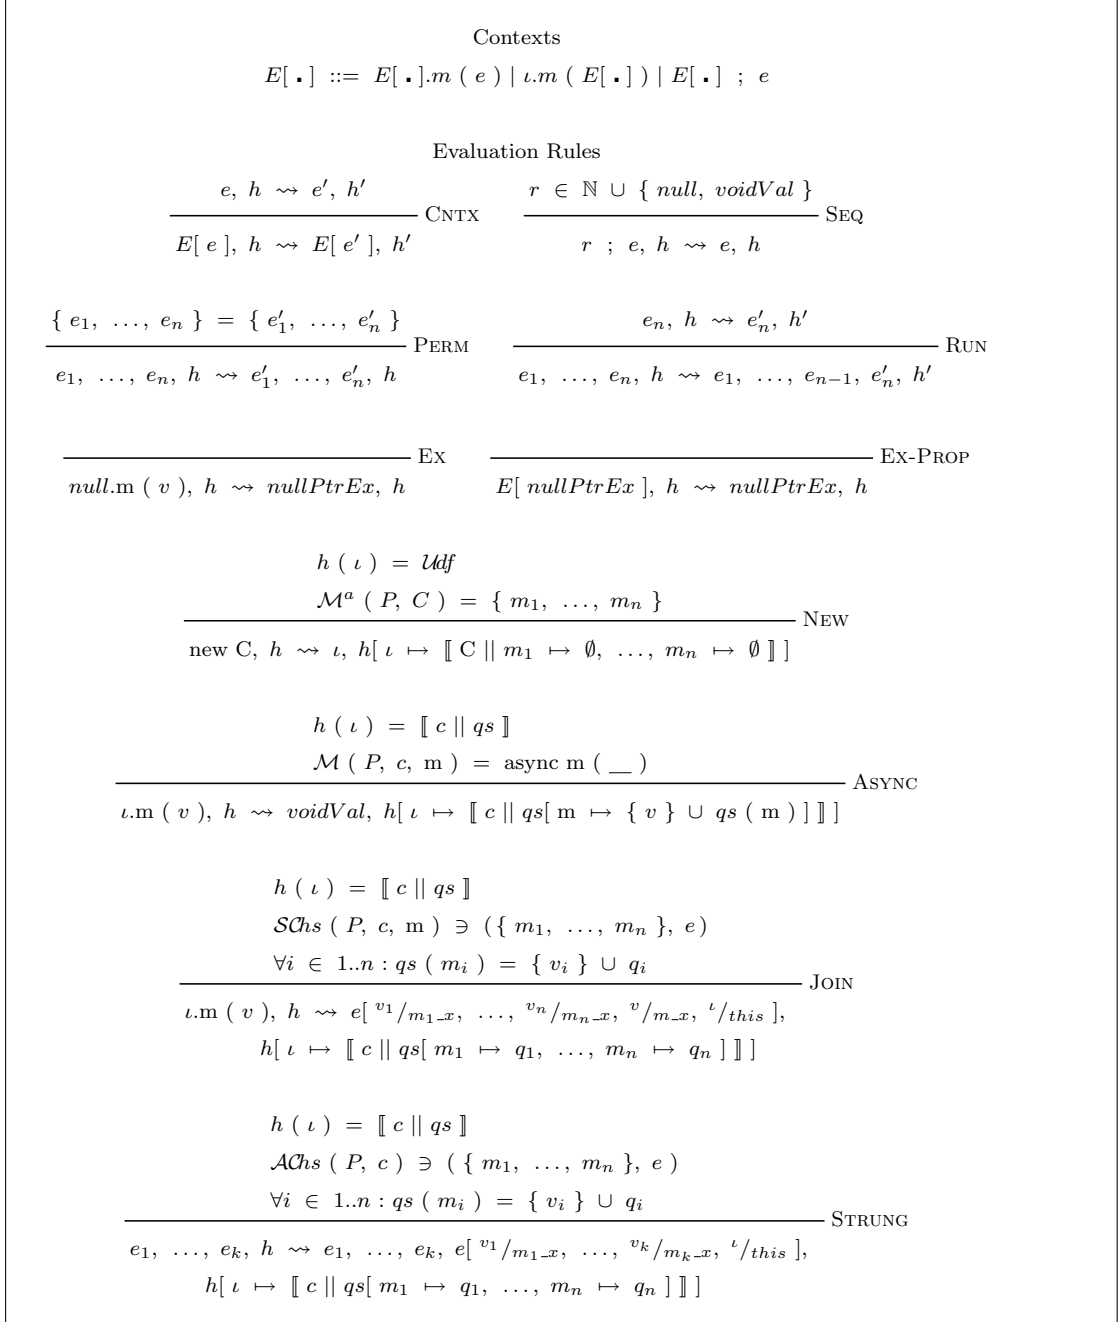 Contexts
E[ ▪ ] ::= E[ ▪ ].m ( e ) | ι.m ( E[ ▪ ] ) | E[ ▪ ] ; e
Evaluation Rules
e, h ⇝ e′, h′
r ∈ ℕ ∪ { null, voidVal }
CNTX
SEQ
E[ e ], h ⇝ E[ e′ ], h′
r ; e, h ⇝ e, h
{ e₁, …, eₙ } = { e′₁, …, e′ₙ }
eₙ, h ⇝ e′ₙ, h′
PERM
RUN
e₁, …, eₙ, h ⇝ e′₁, …, e′ₙ, h
e₁, …, eₙ, h ⇝ e₁, …, eₙ₋₁, e′ₙ, h′
EX
EX-PROP
null.m ( v ), h ⇝ nullPtrEx, h
E[ nullPtrEx ], h ⇝ nullPtrEx, h
h ( ι ) = 𝒰df
ℳᵃ ( P, C ) = { m₁, …, mₙ }
NEW
new C, h ⇝ ι, h[ ι ↦ ⟦ C || m₁ ↦ ∅, …, mₙ ↦ ∅ ⟧ ]
h ( ι ) = ⟦ c || qs ⟧
ℳ ( P, c, m ) = async m ( __ )
ASYNC
ι.m ( v ), h ⇝ voidVal, h[ ι ↦ ⟦ c || qs[ m ↦ { v } ∪ qs ( m ) ] ⟧ ]
h ( ι ) = ⟦ c || qs ⟧
𝒮𝒞hs ( P, c, m ) ∋ ( { m₁, …, mₙ }, e )
∀i ∈ 1..n : qs ( mᵢ ) = { vᵢ } ∪ qᵢ
JOIN
ι.m ( v ), h ⇝ e[ v₁/m₁_x, …, vₙ/mₙ_x, v/m_x, ι/this ],
h[ ι ↦ ⟦ c || qs[ m₁ ↦ q₁, …, mₙ ↦ qₙ ] ⟧ ]
h ( ι ) = ⟦ c || qs ⟧
𝒜𝒞hs ( P, c ) ∋ ( { m₁, …, mₙ }, e )
∀i ∈ 1..n : qs ( mᵢ ) = { vᵢ } ∪ qᵢ
STRUNG
e₁, …, eₖ, h ⇝ e₁, …, eₖ, e[ v₁/m₁_x, …, vₖ/mₖ_x, ι/this ],
h[ ι ↦ ⟦ c || qs[ m₁ ↦ q₁, …, mₙ ↦ qₙ ] ⟧ ]